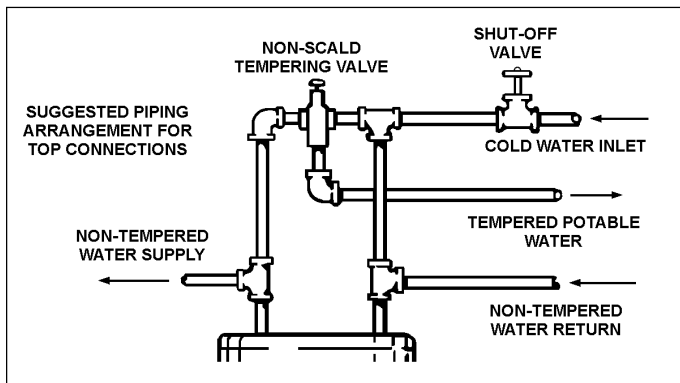 NON-SCALD
TEMPERING VALVE
SHUT-OFF
VALVE
SUGGESTED PIPING
ARRANGEMENT FOR
TOP CONNECTIONS
COLD WATER INLET
TEMPERED POTABLE
WATER
NON-TEMPERED
WATER SUPPLY
NON-TEMPERED
WATER RETURN